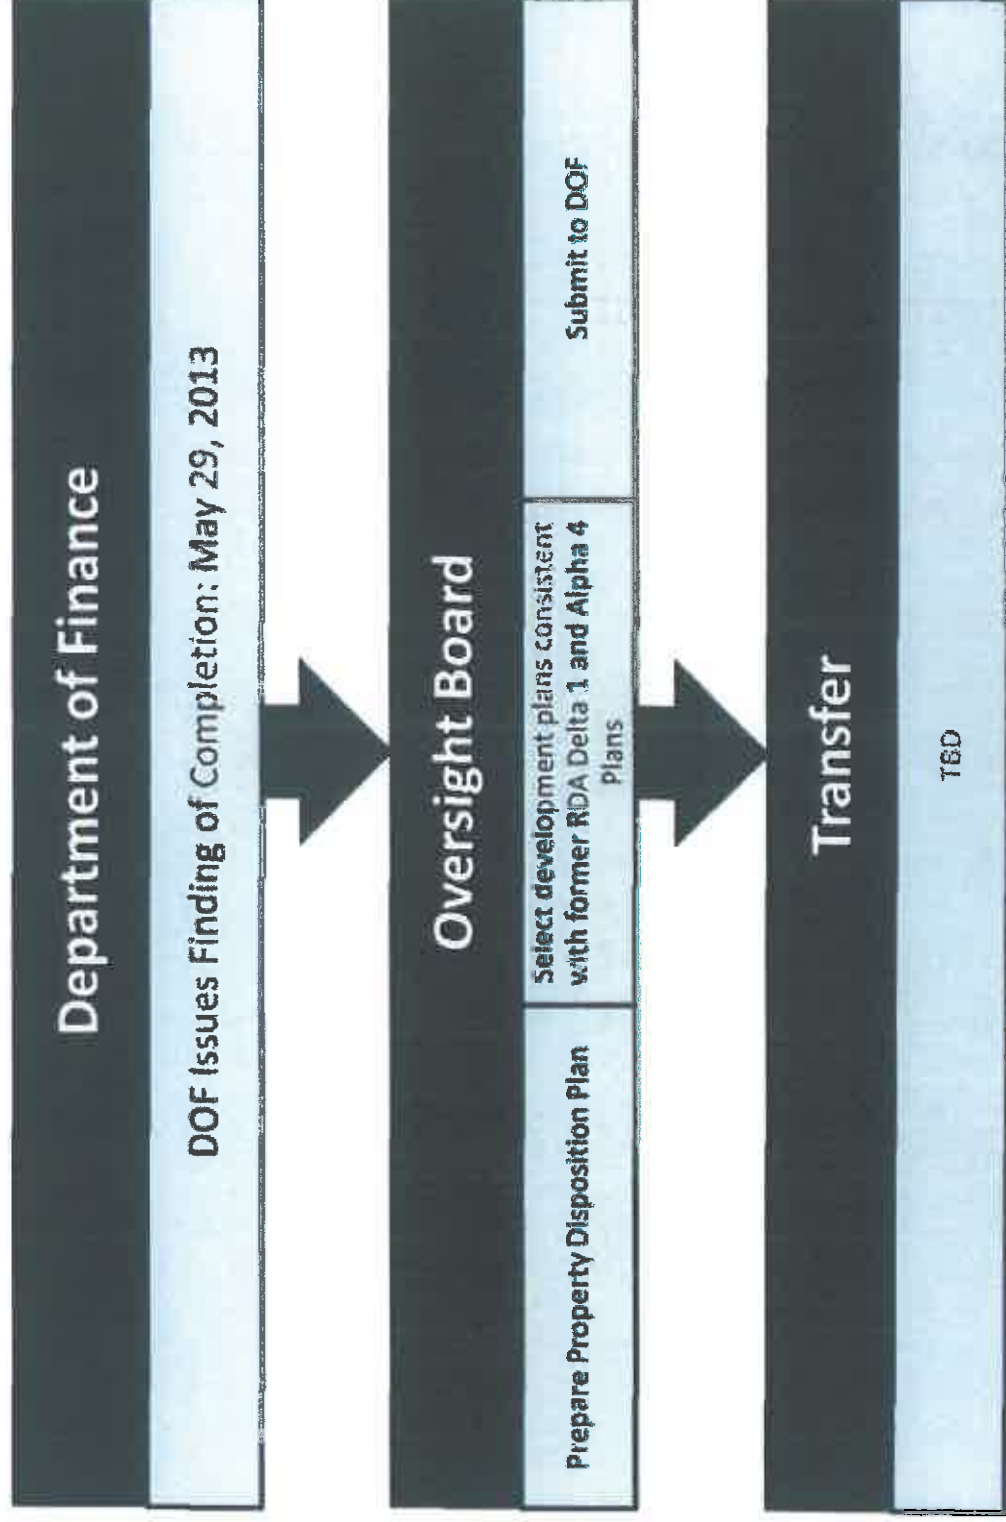 Department of Finance
DOF Issues Finding of Completion: May 29, 2013
Oversight Board
Prepare Property Disposition Plan
Select development plans consistent
with former RDA Delta 1 and Alpha 4
Plans
Submit to DOF
Transfer
TBD